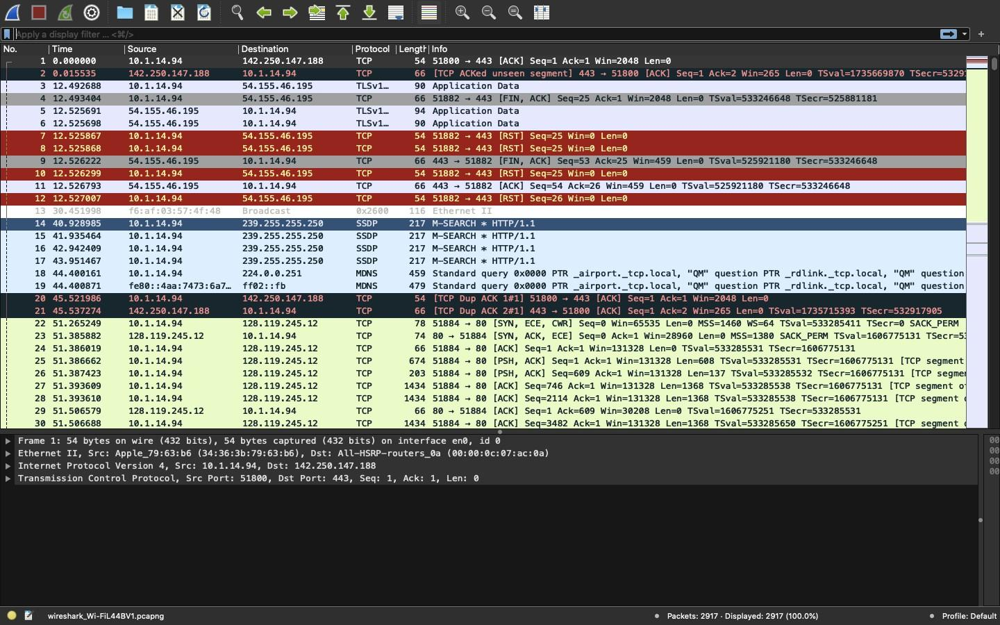 Apply a display filter ... <⌘/>
No. Time Source Destination Protocol Length Info
1 0.000000 10.1.14.94 142.250.147.188 TCP 54 51800 → 443 [ACK] Seq=1 Ack=1 Win=2048 Len=0
2 0.015535 142.250.147.188 10.1.14.94 TCP 66 [TCP ACKed unseen segment] 443 → 51800 [ACK] Seq=1 Ack=2 Win=265 Len=0 TSval=1735669870 TSecr=53291
3 12.492688 10.1.14.94 54.155.46.195 TLSv1… 90 Application Data
4 12.493404 10.1.14.94 54.155.46.195 TCP 66 51882 → 443 [FIN, ACK] Seq=25 Ack=1 Win=2048 Len=0 TSval=533246648 TSecr=525881181
5 12.525691 54.155.46.195 10.1.14.94 TLSv1… 94 Application Data
6 12.525698 54.155.46.195 10.1.14.94 TLSv1… 90 Application Data
7 12.525867 10.1.14.94 54.155.46.195 TCP 54 51882 → 443 [RST] Seq=25 Win=0 Len=0
8 12.525868 10.1.14.94 54.155.46.195 TCP 54 51882 → 443 [RST] Seq=25 Win=0 Len=0
9 12.526222 54.155.46.195 10.1.14.94 TCP 66 443 → 51882 [FIN, ACK] Seq=53 Ack=25 Win=459 Len=0 TSval=525921180 TSecr=533246648
10 12.526299 10.1.14.94 54.155.46.195 TCP 54 51882 → 443 [RST] Seq=25 Win=0 Len=0
11 12.526793 54.155.46.195 10.1.14.94 TCP 66 443 → 51882 [ACK] Seq=54 Ack=26 Win=459 Len=0 TSval=525921180 TSecr=533246648
12 12.527007 10.1.14.94 54.155.46.195 TCP 54 51882 → 443 [RST] Seq=26 Win=0 Len=0
13 30.451998 f6:af:03:57:4f:48 Broadcast 0x2600 116 Ethernet II
14 40.928985 10.1.14.94 239.255.255.250 SSDP 217 M-SEARCH * HTTP/1.1
15 41.935464 10.1.14.94 239.255.255.250 SSDP 217 M-SEARCH * HTTP/1.1
16 42.942409 10.1.14.94 239.255.255.250 SSDP 217 M-SEARCH * HTTP/1.1
17 43.951467 10.1.14.94 239.255.255.250 SSDP 217 M-SEARCH * HTTP/1.1
18 44.400161 10.1.14.94 224.0.0.251 MDNS 459 Standard query 0x0000 PTR _airport._tcp.local, "QM" question PTR _rdlink._tcp.local, "QM" question
19 44.400871 fe80::4aa:7473:6a7… ff02::fb MDNS 479 Standard query 0x0000 PTR _airport._tcp.local, "QM" question PTR _rdlink._tcp.local, "QM" question
20 45.521986 10.1.14.94 142.250.147.188 TCP 54 [TCP Dup ACK 1#1] 51800 → 443 [ACK] Seq=1 Ack=1 Win=2048 Len=0
21 45.537274 142.250.147.188 10.1.14.94 TCP 66 [TCP Dup ACK 2#1] 443 → 51800 [ACK] Seq=1 Ack=2 Win=265 Len=0 TSval=1735715393 TSecr=532917905
22 51.265249 10.1.14.94 128.119.245.12 TCP 78 51884 → 80 [SYN, ECE, CWR] Seq=0 Win=65535 Len=0 MSS=1460 WS=64 TSval=533285411 TSecr=0 SACK_PERM
23 51.385882 128.119.245.12 10.1.14.94 TCP 74 80 → 51884 [SYN, ACK, ECE] Seq=0 Ack=1 Win=28960 Len=0 MSS=1380 SACK_PERM TSval=1606775131 TSecr=53
24 51.386019 10.1.14.94 128.119.245.12 TCP 66 51884 → 80 [ACK] Seq=1 Ack=1 Win=131328 Len=0 TSval=533285531 TSecr=1606775131
25 51.386662 10.1.14.94 128.119.245.12 TCP 674 51884 → 80 [PSH, ACK] Seq=1 Ack=1 Win=131328 Len=608 TSval=533285531 TSecr=1606775131 [TCP segment
26 51.387423 10.1.14.94 128.119.245.12 TCP 203 51884 → 80 [PSH, ACK] Seq=609 Ack=1 Win=131328 Len=137 TSval=533285532 TSecr=1606775131 [TCP segme
27 51.393609 10.1.14.94 128.119.245.12 TCP 1434 51884 → 80 [ACK] Seq=746 Ack=1 Win=131328 Len=1368 TSval=533285538 TSecr=1606775131 [TCP segment o
28 51.393610 10.1.14.94 128.119.245.12 TCP 1434 51884 → 80 [ACK] Seq=2114 Ack=1 Win=131328 Len=1368 TSval=533285538 TSecr=1606775131 [TCP segment
29 51.506579 128.119.245.12 10.1.14.94 TCP 66 80 → 51884 [ACK] Seq=1 Ack=609 Win=30208 Len=0 TSval=1606775251 TSecr=533285531
30 51.506688 10.1.14.94 128.119.245.12 TCP 1434 51884 → 80 [ACK] Seq=3482 Ack=1 Win=131328 Len=1368 TSval=533285650 TSecr=1606775251 [TCP segment
Frame 1: 54 bytes on wire (432 bits), 54 bytes captured (432 bits) on interface en0, id 0
Ethernet II, Src: Apple_79:63:b6 (34:36:3b:79:63:b6), Dst: All-HSRP-routers_0a (00:00:0c:07:ac:0a)
Internet Protocol Version 4, Src: 10.1.14.94, Dst: 142.250.147.188
Transmission Control Protocol, Src Port: 51800, Dst Port: 443, Seq: 1, Ack: 1, Len: 0
00
00
00
00
wireshark_Wi-FiL44BV1.pcapng Packets: 2917 · Displayed: 2917 (100.0%) Profile: Default